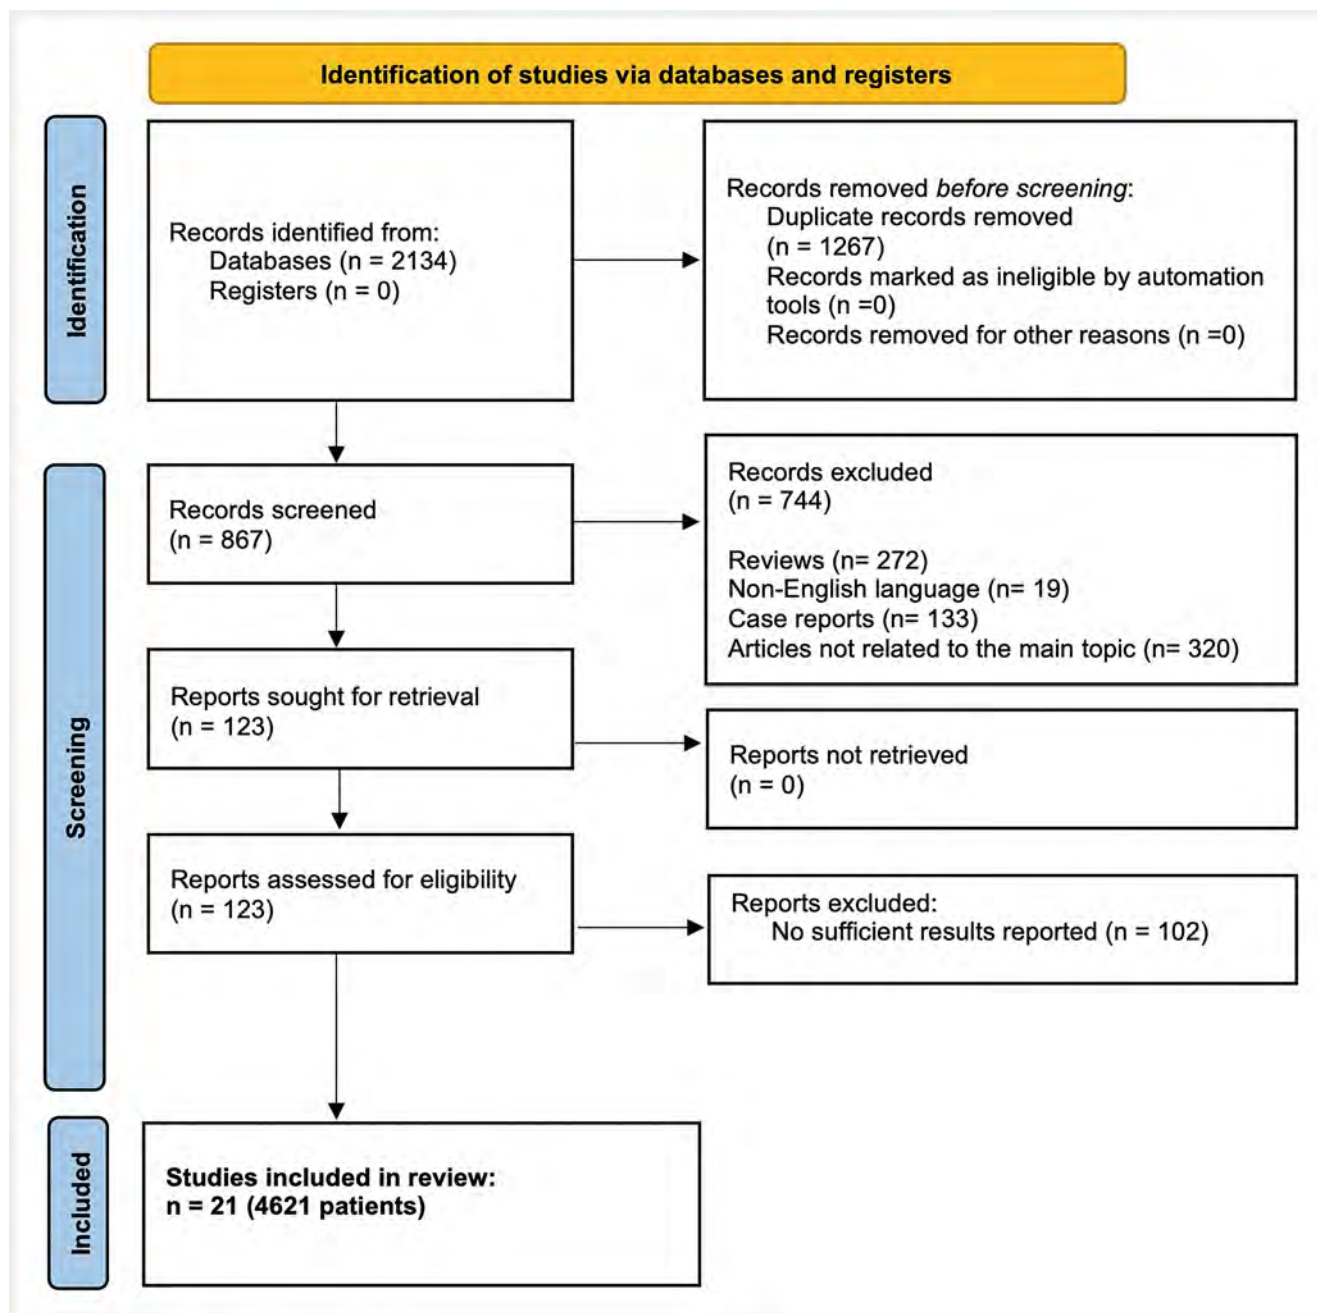 Identification of studies via databases and registers
Identification
Records identified from:
Databases (n = 2134)
Registers (n = 0)
Records removed before screening:
Duplicate records removed
(n = 1267)
Records marked as ineligible by automation
tools (n =0)
Records removed for other reasons (n =0)
Screening
Records screened
(n = 867)
Records excluded
(n = 744)
Reviews (n= 272)
Non-English language (n= 19)
Case reports (n= 133)
Articles not related to the main topic (n= 320)
Reports sought for retrieval
(n = 123)
Reports not retrieved
(n = 0)
Reports assessed for eligibility
(n = 123)
Reports excluded:
No sufficient results reported (n = 102)
Included
Studies included in review:
n = 21 (4621 patients)